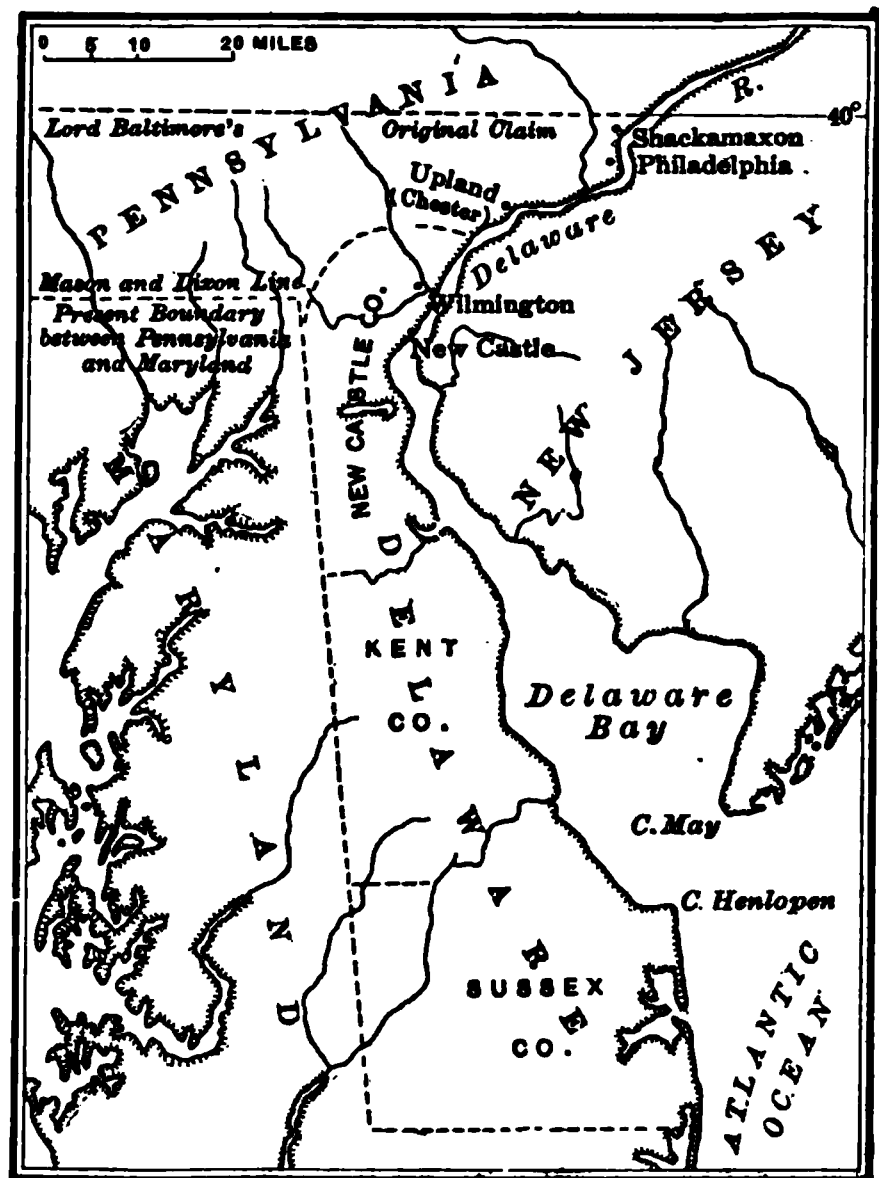 0 5 10 20 MILES
PENNSYLVANIA
R.
40°
Lord Baltimore's Original Claim
Shackamaxon
Philadelphia
Upland
(Chester)
Delaware
Mason and Dixon Line
Present Boundary
between Pennsylvania
and Maryland
Wilmington
New Castle
NEW CASTLE CO.
NEW JERSEY
MARYLAND
DELAWARE
KENT
CO.
Delaware
Bay
C. May
C. Henlopen
SUSSEX
CO.
ATLANTIC
OCEAN